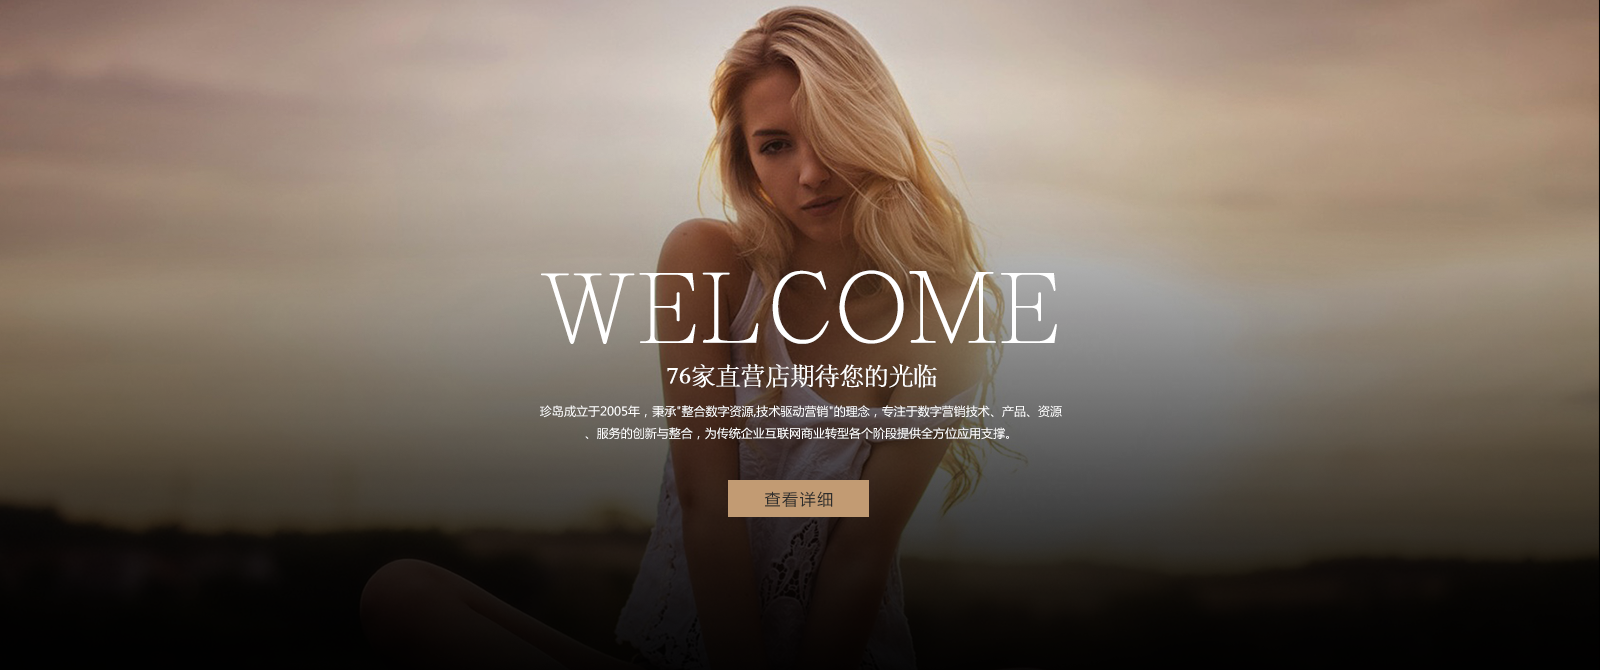 WELCOME
76家直营店期待您的光临
珍岛成立于2005年，秉承"整合数字资源,技术驱动营销"的理念，专注于数字营销技术、产品、资源
、服务的创新与整合，为传统企业互联网商业转型各个阶段提供全方位应用支撑。
查看详细